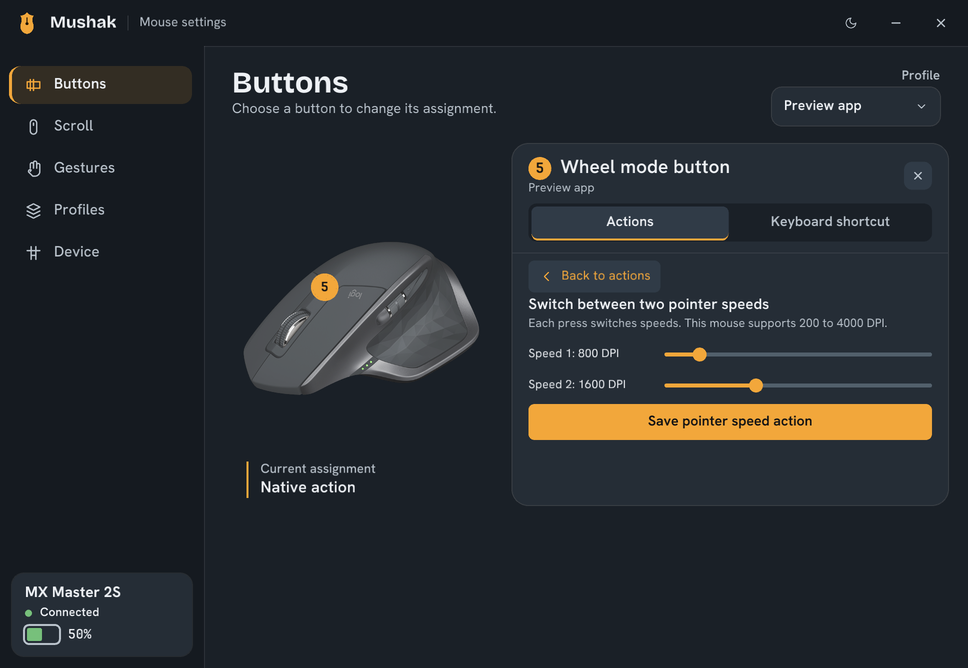 Mushak
Mouse settings
Buttons
Scroll
Gestures
Profiles
Device
MX Master 2S
Connected
50%
Buttons
Choose a button to change its assignment.
Profile
Preview app
5
logi
Current assignment
Native action
5 Wheel mode button
Preview app
Actions
Keyboard shortcut
Back to actions
Switch between two pointer speeds
Each press switches speeds. This mouse supports 200 to 4000 DPI.
Speed 1: 800 DPI
Speed 2: 1600 DPI
Save pointer speed action